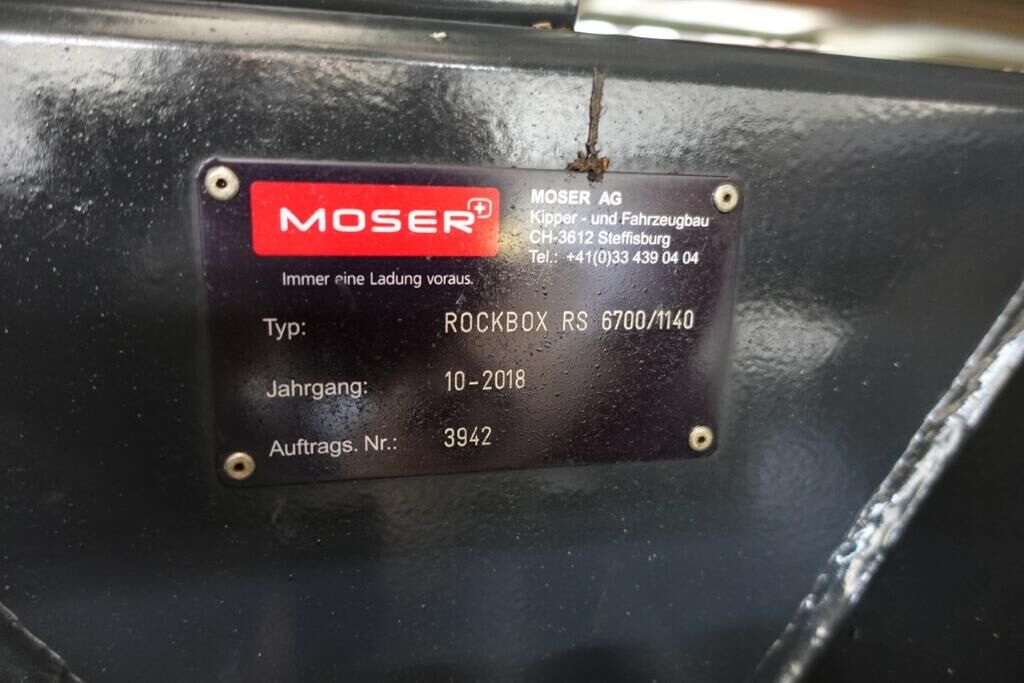 MOSER
Immer eine Ladung voraus.
MOSER AG
Kipper - und Fahrzeugbau
CH-3612 Steffisburg
Tel.: +41(0)33 439 04 04
Typ: ROCKBOX RS 6700/1140
Jahrgang: 10-2018
Auftrags. Nr.: 3942